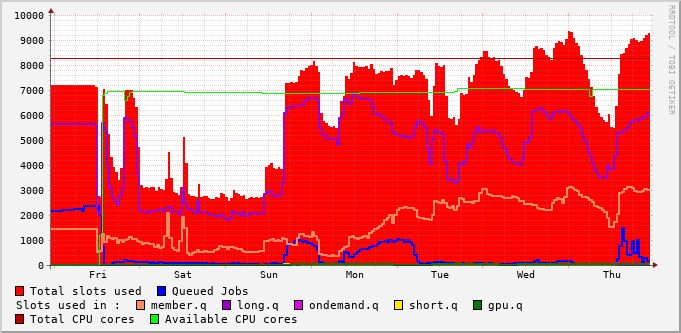 10000
9000
8000
7000
6000
5000
4000
3000
2000
1000
0
Fri Sat Sun Mon Tue Wed Thu
RRDTOOL / TOBI OETIKER
Total slots used Queued Jobs
Slots used in : member.q long.q ondemand.q short.q gpu.q
Total CPU cores Available CPU cores